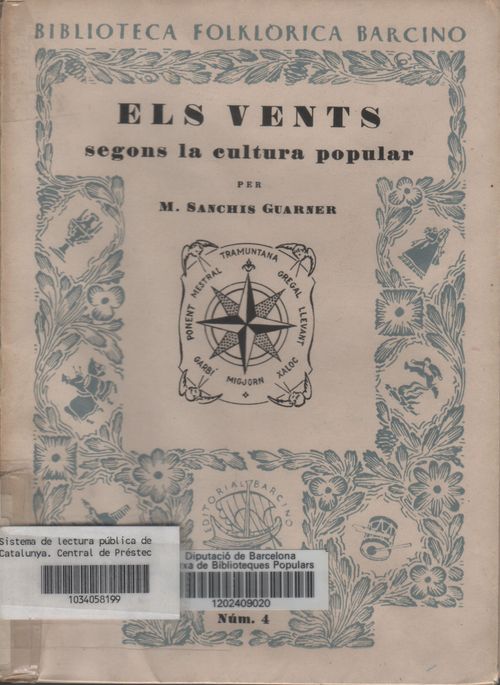 BIBLIOTECA FOLKLÒRICA BARCINO
ELS VENTS
segons la cultura popular
PER
M. SANCHIS GUARNER
TRAMUNTANA
MESTRAL
GREGAL
PONENT
LLEVANT
GARBÍ
XALOC
MIGJORN
EDITORIAL BARCINO
Sistema de lectura pública de
Catalunya. Central de Préstec
1034058199
Diputació de Barcelona
xa de Biblioteques Populars
1202409020
Núm. 4